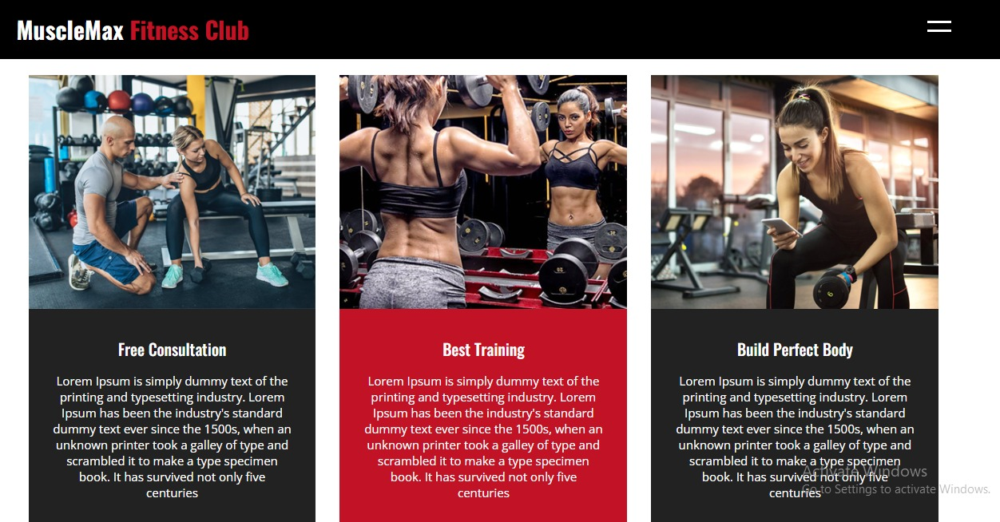 MuscleMax Fitness Club
Free Consultation
Lorem Ipsum is simply dummy text of the
printing and typesetting industry. Lorem
Ipsum has been the industry's standard
dummy text ever since the 1500s, when an
unknown printer took a galley of type and
scrambled it to make a type specimen
book. It has survived not only five
centuries
Best Training
Lorem Ipsum is simply dummy text of the
printing and typesetting industry. Lorem
Ipsum has been the industry's standard
dummy text ever since the 1500s, when an
unknown printer took a galley of type and
scrambled it to make a type specimen
book. It has survived not only five
centuries
Build Perfect Body
Lorem Ipsum is simply dummy text of the
printing and typesetting industry. Lorem
Ipsum has been the industry's standard
dummy text ever since the 1500s, when an
unknown printer took a galley of type and
scrambled it to make a type specimen
book. It has survived not only five
centuries
Activate Windows
Go to Settings to activate Windows.